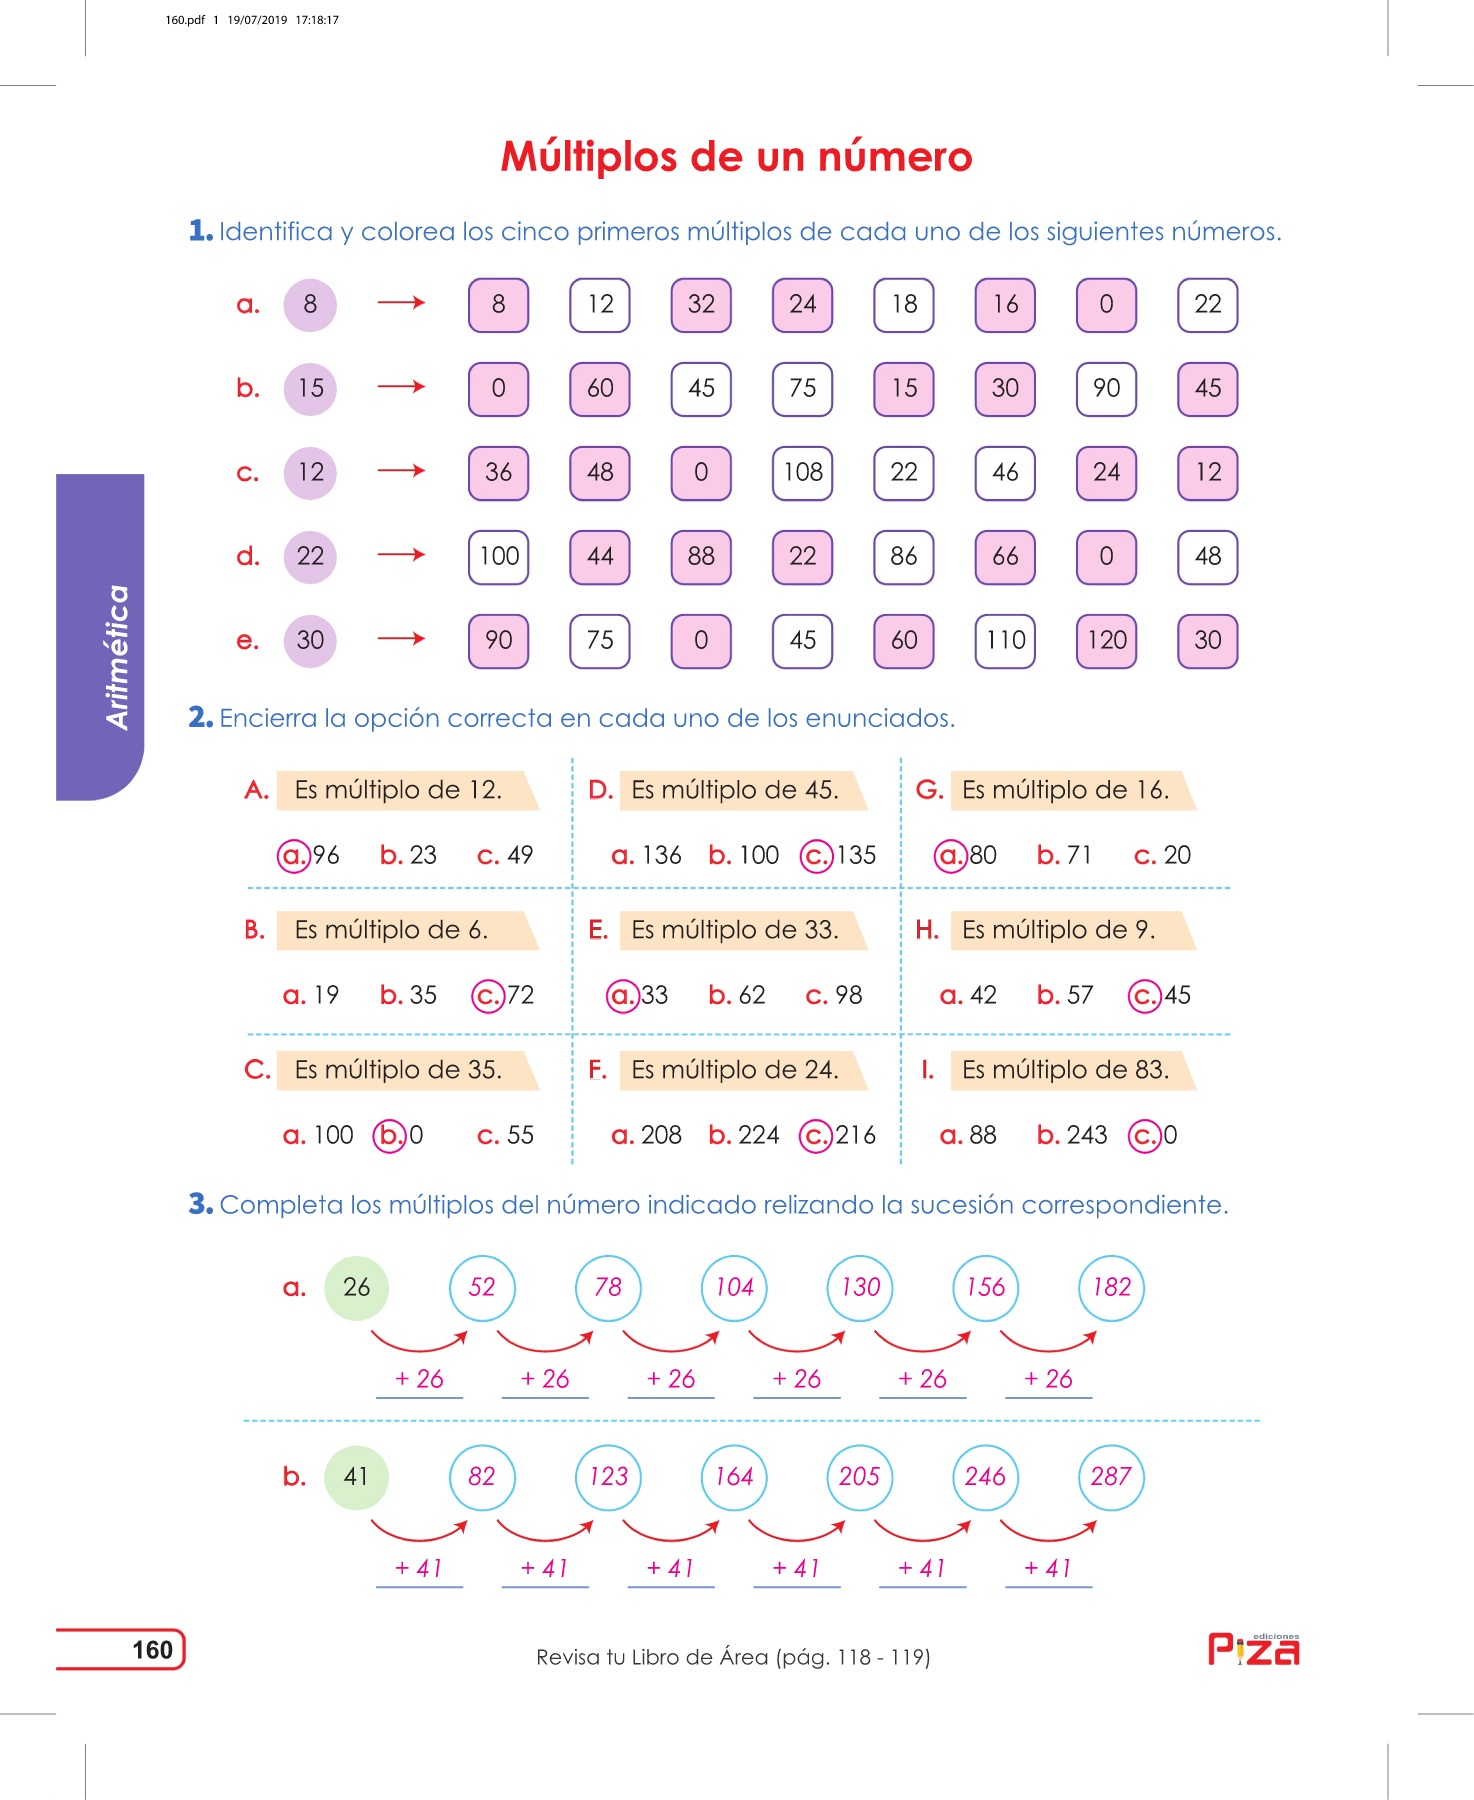 160.pdf 1 19/07/2019 17:18:17
Múltiplos de un número
1. Identifica y colorea los cinco primeros múltiplos de cada uno de los siguientes números.
a. 8 8 12 32 24 18 16 0 22
b. 15 0 60 45 75 15 30 90 45
c. 12 36 48 0 108 22 46 24 12
d. 22 100 44 88 22 86 66 0 48
e. 30 90 75 0 45 60 110 120 30
Aritmética
2. Encierra la opción correcta en cada uno de los enunciados.
A. Es múltiplo de 12. D. Es múltiplo de 45. G. Es múltiplo de 16.
a. 96 b. 23 c. 49 a. 136 b. 100 c. 135 a. 80 b. 71 c. 20
B. Es múltiplo de 6. E. Es múltiplo de 33. H. Es múltiplo de 9.
a. 19 b. 35 c. 72 a. 33 b. 62 c. 98 a. 42 b. 57 c. 45
C. Es múltiplo de 35. F. Es múltiplo de 24. I. Es múltiplo de 83.
a. 100 b. 0 c. 55 a. 208 b. 224 c. 216 a. 88 b. 243 c. 0
3. Completa los múltiplos del número indicado relizando la sucesión correspondiente.
a. 26 52 78 104 130 156 182
+ 26 + 26 + 26 + 26 + 26 + 26
b. 41 82 123 164 205 246 287
+ 41 + 41 + 41 + 41 + 41 + 41
160
Revisa tu Libro de Área (pág. 118 - 119)
ediciones
Piza